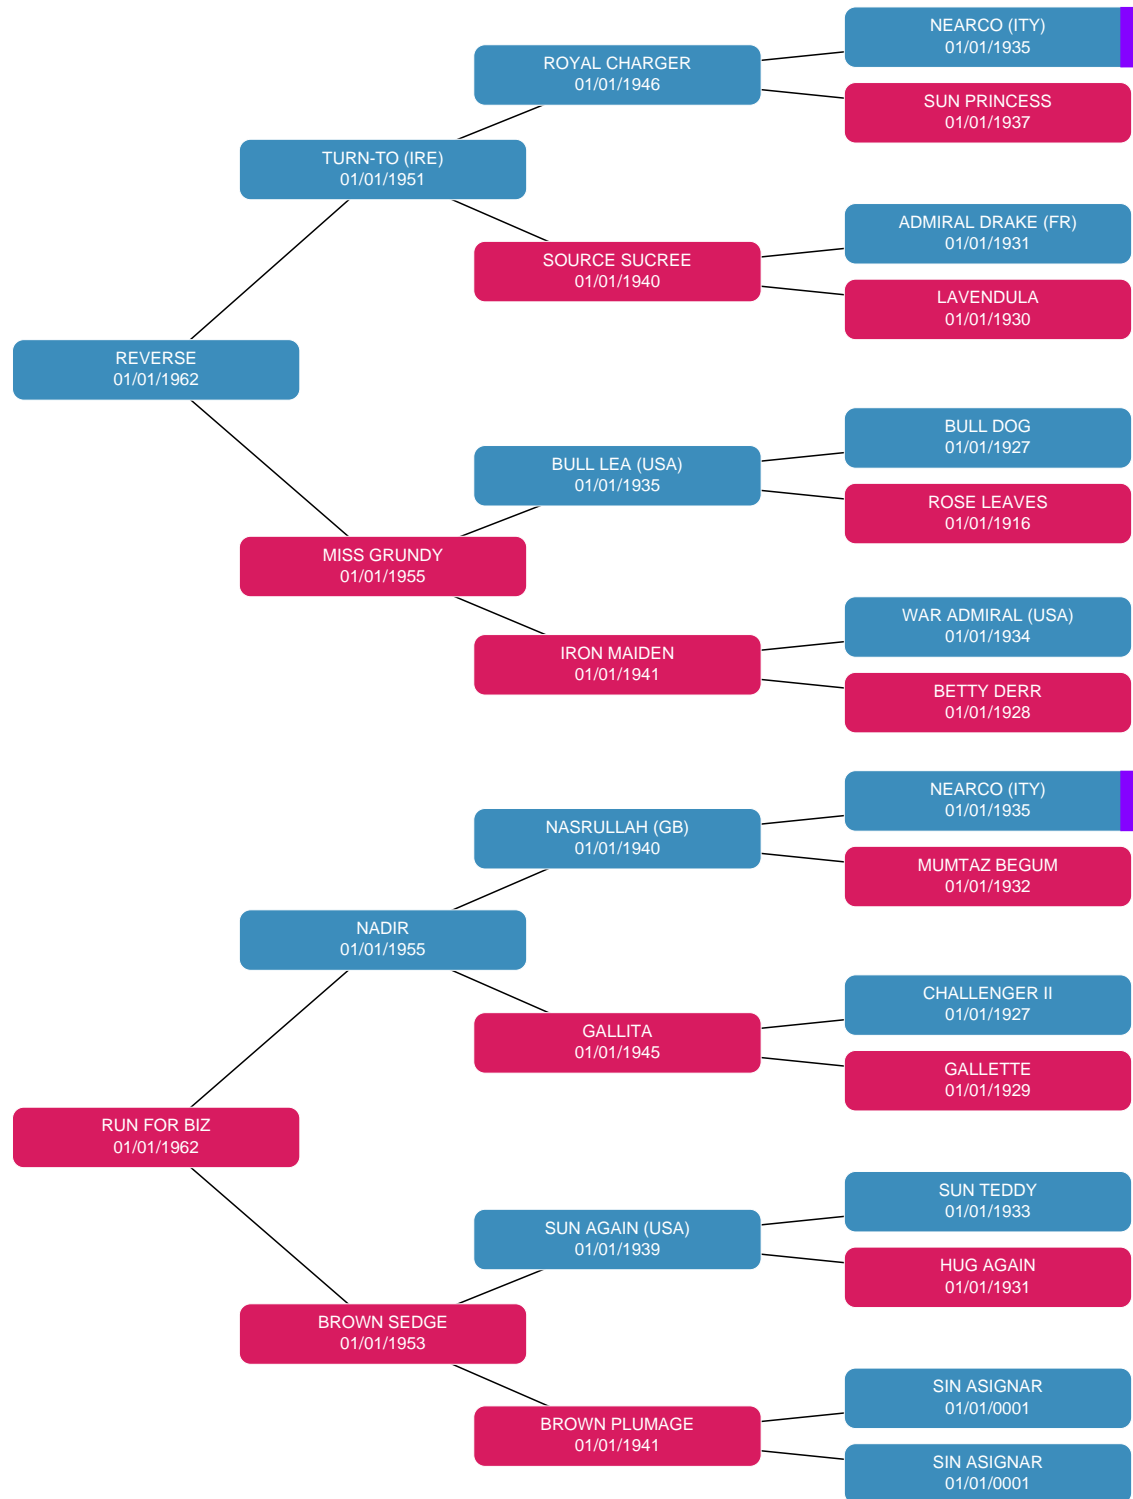 NEARCO (ITY)
01/01/1935
ROYAL CHARGER
01/01/1946
SUN PRINCESS
01/01/1937
TURN-TO (IRE)
01/01/1951
ADMIRAL DRAKE (FR)
01/01/1931
SOURCE SUCREE
01/01/1940
LAVENDULA
01/01/1930
REVERSE
01/01/1962
BULL DOG
01/01/1927
BULL LEA (USA)
01/01/1935
ROSE LEAVES
01/01/1916
MISS GRUNDY
01/01/1955
WAR ADMIRAL (USA)
01/01/1934
IRON MAIDEN
01/01/1941
BETTY DERR
01/01/1928
NEARCO (ITY)
01/01/1935
NASRULLAH (GB)
01/01/1940
MUMTAZ BEGUM
01/01/1932
NADIR
01/01/1955
CHALLENGER II
01/01/1927
GALLITA
01/01/1945
GALLETTE
01/01/1929
RUN FOR BIZ
01/01/1962
SUN TEDDY
01/01/1933
SUN AGAIN (USA)
01/01/1939
HUG AGAIN
01/01/1931
BROWN SEDGE
01/01/1953
SIN ASIGNAR
01/01/0001
BROWN PLUMAGE
01/01/1941
SIN ASIGNAR
01/01/0001